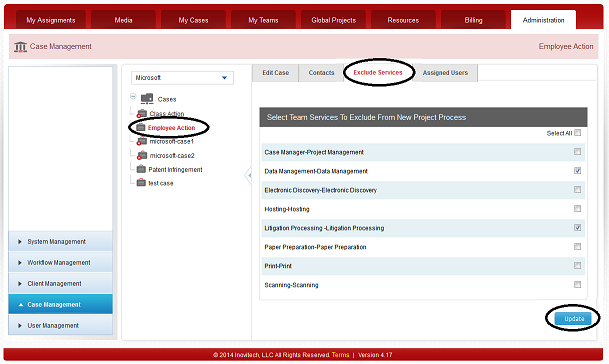 My Assignments Media My Cases My Teams Global Projects Resources Billing Administration
Case Management Employee Action
Microsoft
Cases
Class Action
Employee Action
microsoft-case1
microsoft-case2
Patent Infringement
test case
System Management
Workflow Management
Client Management
Case Management
User Management
Edit Case Contacts Exclude Services Assigned Users
Select Team Services To Exclude From New Project Process
Select All
Case Manager-Project Management
Data Management-Data Management
Electronic Discovery-Electronic Discovery
Hosting-Hosting
Litigation Processing -Litigation Processing
Paper Preparation-Paper Preparation
Print-Print
Scanning-Scanning
Update
© 2014 Inovitech, LLC All Rights Reserved. Terms | Version 4.17